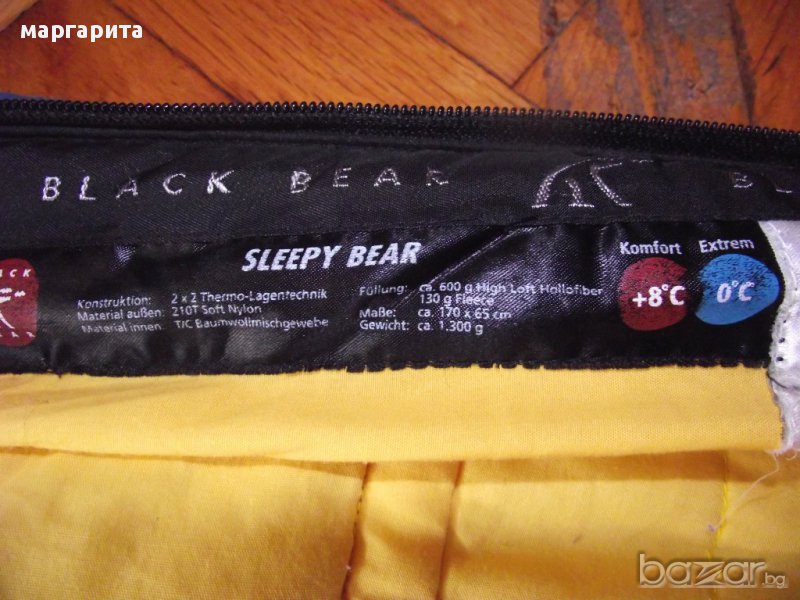 маргарита
BLACK BEAR
SLEEPY BEAR
Konstruktion: 2 x 2 Thermo-Lagentechnik
Material außen: 210T Soft Nylon
Material innen: T/C Baumwollmischgewebe
Füllung: ca. 600 g High Loft Hollofiber
130 g Fleece
Maße: ca. 170 x 65 cm
Gewicht: ca. 1.300 g
Komfort Extrem
+8°C 0°C
bazar.bg